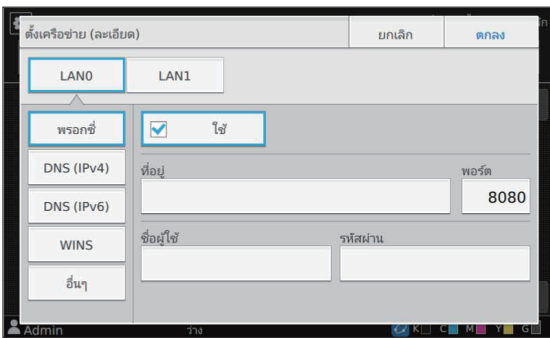 ตั้งเครือข่าย (ละเอียด)
ยกเลิก
ตกลง
LAN0
LAN1
พรอกซี่
ใช้
DNS (IPv4)
ที่อยู่
พอร์ต
DNS (IPv6)
8080
WINS
ชื่อผู้ใช้
รหัสผ่าน
อื่นๆ
Admin
ว่าง
K
C
M
Y
G